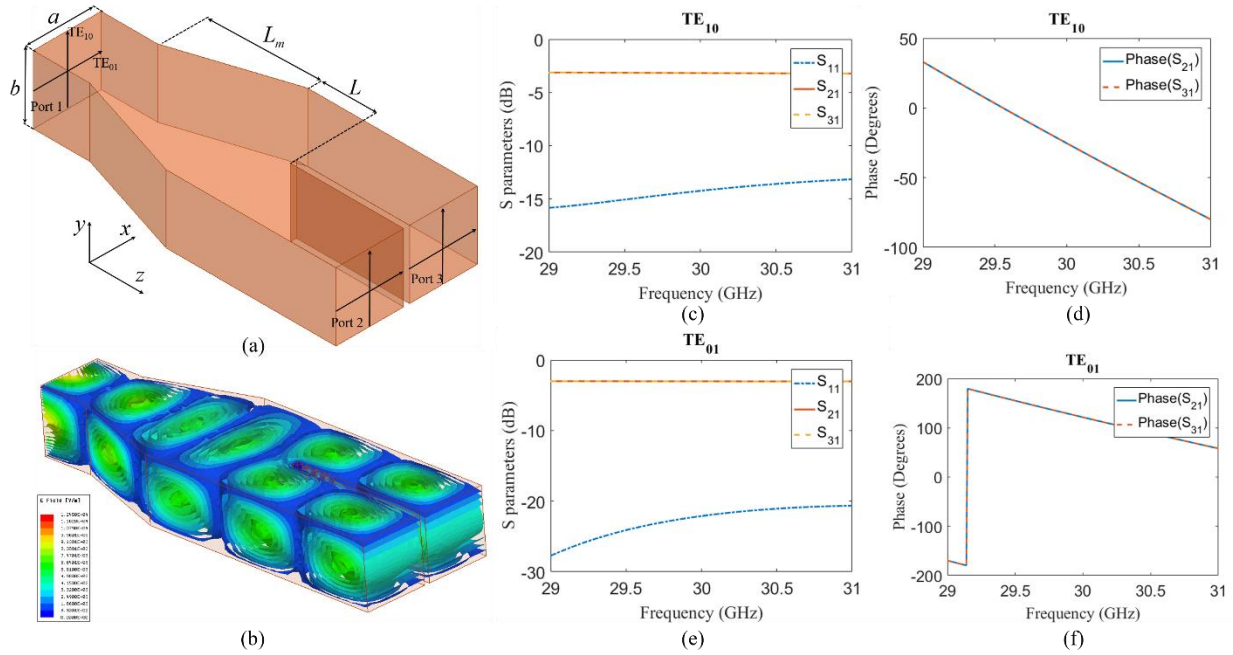 a
TE10
L_m
TE01
b
Port 1
L
y
x
z
Port 3
Port 2
(a)
E Field [V/m]
(b)
TE10
S parameters (dB)
0
-5
-10
-15
-20
S11
S21
S31
29
29.5
30
30.5
31
Frequency (GHz)
(c)
TE10
Phase (Degrees)
50
0
-50
-100
Phase(S21)
Phase(S31)
29
29.5
30
30.5
31
Frequency (GHz)
(d)
TE01
S parameters (dB)
0
-10
-20
-30
S11
S21
S31
29
29.5
30
30.5
31
Frequency (GHz)
(e)
TE01
Phase (Degrees)
200
100
0
-100
-200
Phase(S21)
Phase(S31)
29
29.5
30
30.5
31
Frequency (GHz)
(f)